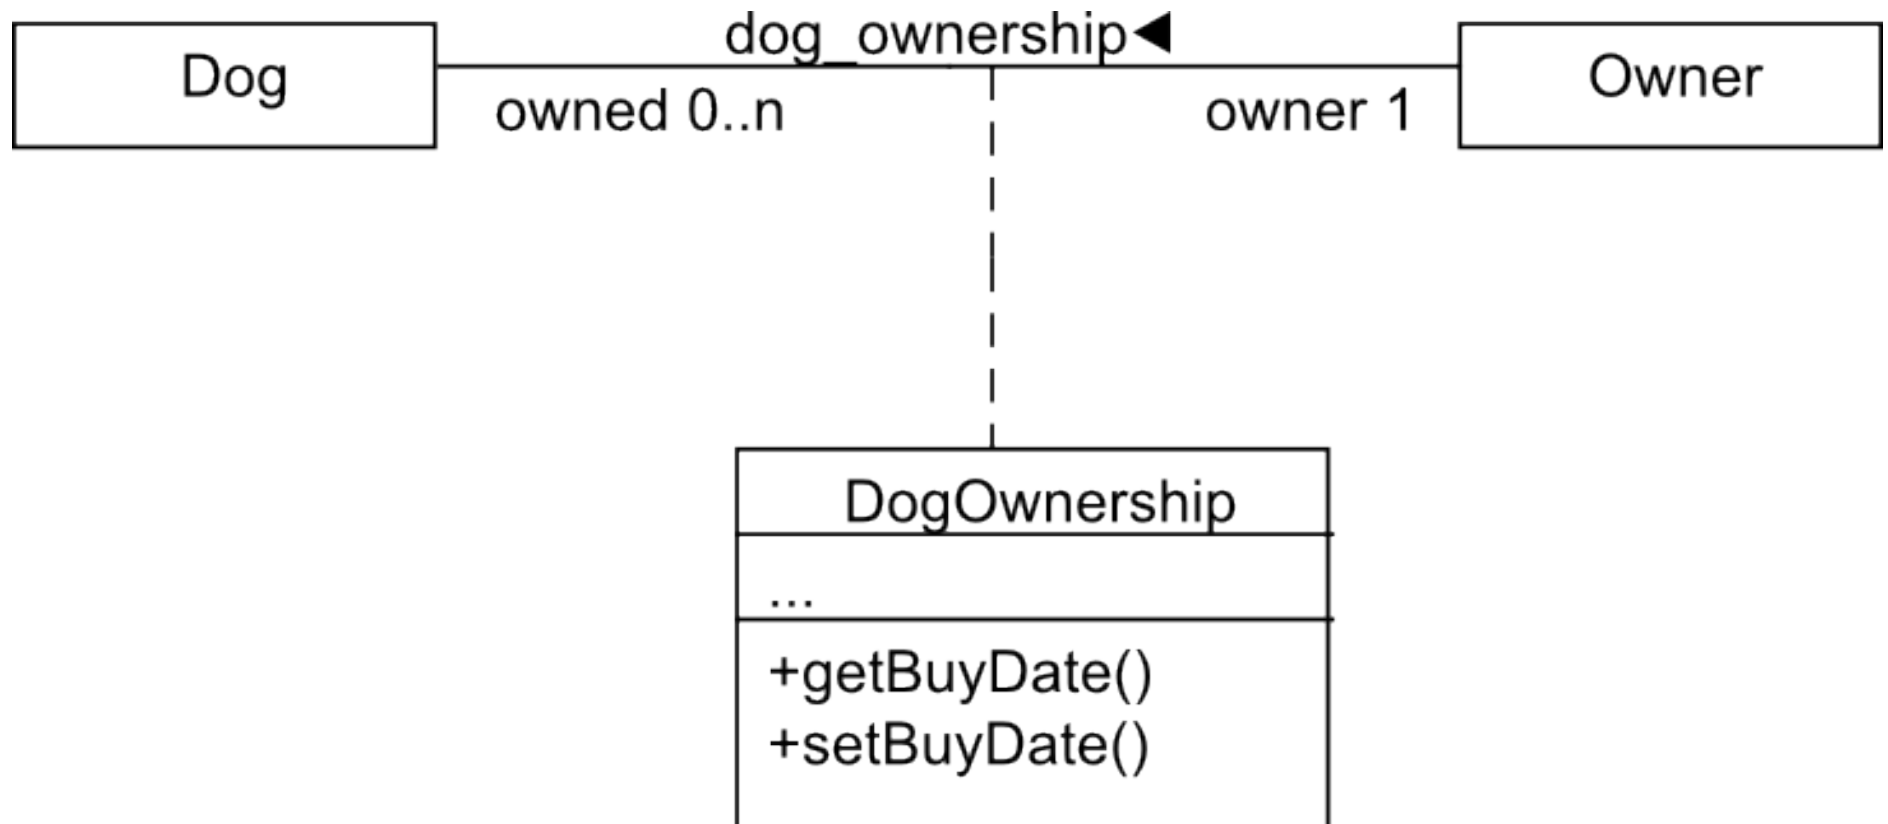 dog_ownership◀
Dog
Owner
owned 0..n
owner 1
DogOwnership
...
+getBuyDate()
+setBuyDate()